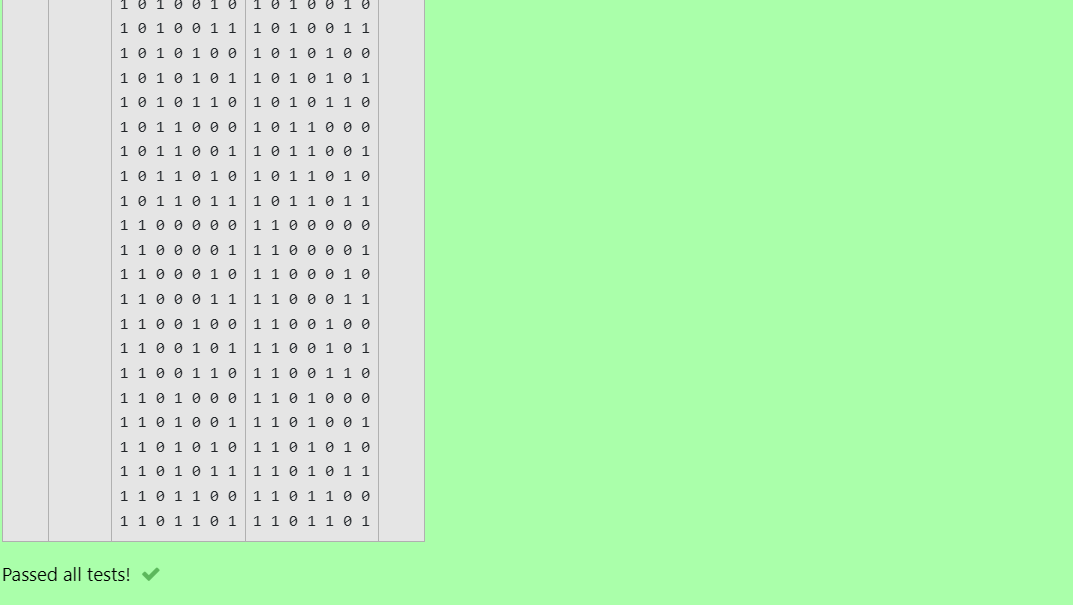 1 0 1 0 0 1 0 1 0 1 0 0 1 0
1 0 1 0 0 1 1 1 0 1 0 0 1 1
1 0 1 0 1 0 0 1 0 1 0 1 0 0
1 0 1 0 1 0 1 1 0 1 0 1 0 1
1 0 1 0 1 1 0 1 0 1 0 1 1 0
1 0 1 1 0 0 0 1 0 1 1 0 0 0
1 0 1 1 0 0 1 1 0 1 1 0 0 1
1 0 1 1 0 1 0 1 0 1 1 0 1 0
1 0 1 1 0 1 1 1 0 1 1 0 1 1
1 1 0 0 0 0 0 1 1 0 0 0 0 0
1 1 0 0 0 0 1 1 1 0 0 0 0 1
1 1 0 0 0 1 0 1 1 0 0 0 1 0
1 1 0 0 0 1 1 1 1 0 0 0 1 1
1 1 0 0 1 0 0 1 1 0 0 1 0 0
1 1 0 0 1 0 1 1 1 0 0 1 0 1
1 1 0 0 1 1 0 1 1 0 0 1 1 0
1 1 0 1 0 0 0 1 1 0 1 0 0 0
1 1 0 1 0 0 1 1 1 0 1 0 0 1
1 1 0 1 0 1 0 1 1 0 1 0 1 0
1 1 0 1 0 1 1 1 1 0 1 0 1 1
1 1 0 1 1 0 0 1 1 0 1 1 0 0
1 1 0 1 1 0 1 1 1 0 1 1 0 1
Passed all tests!